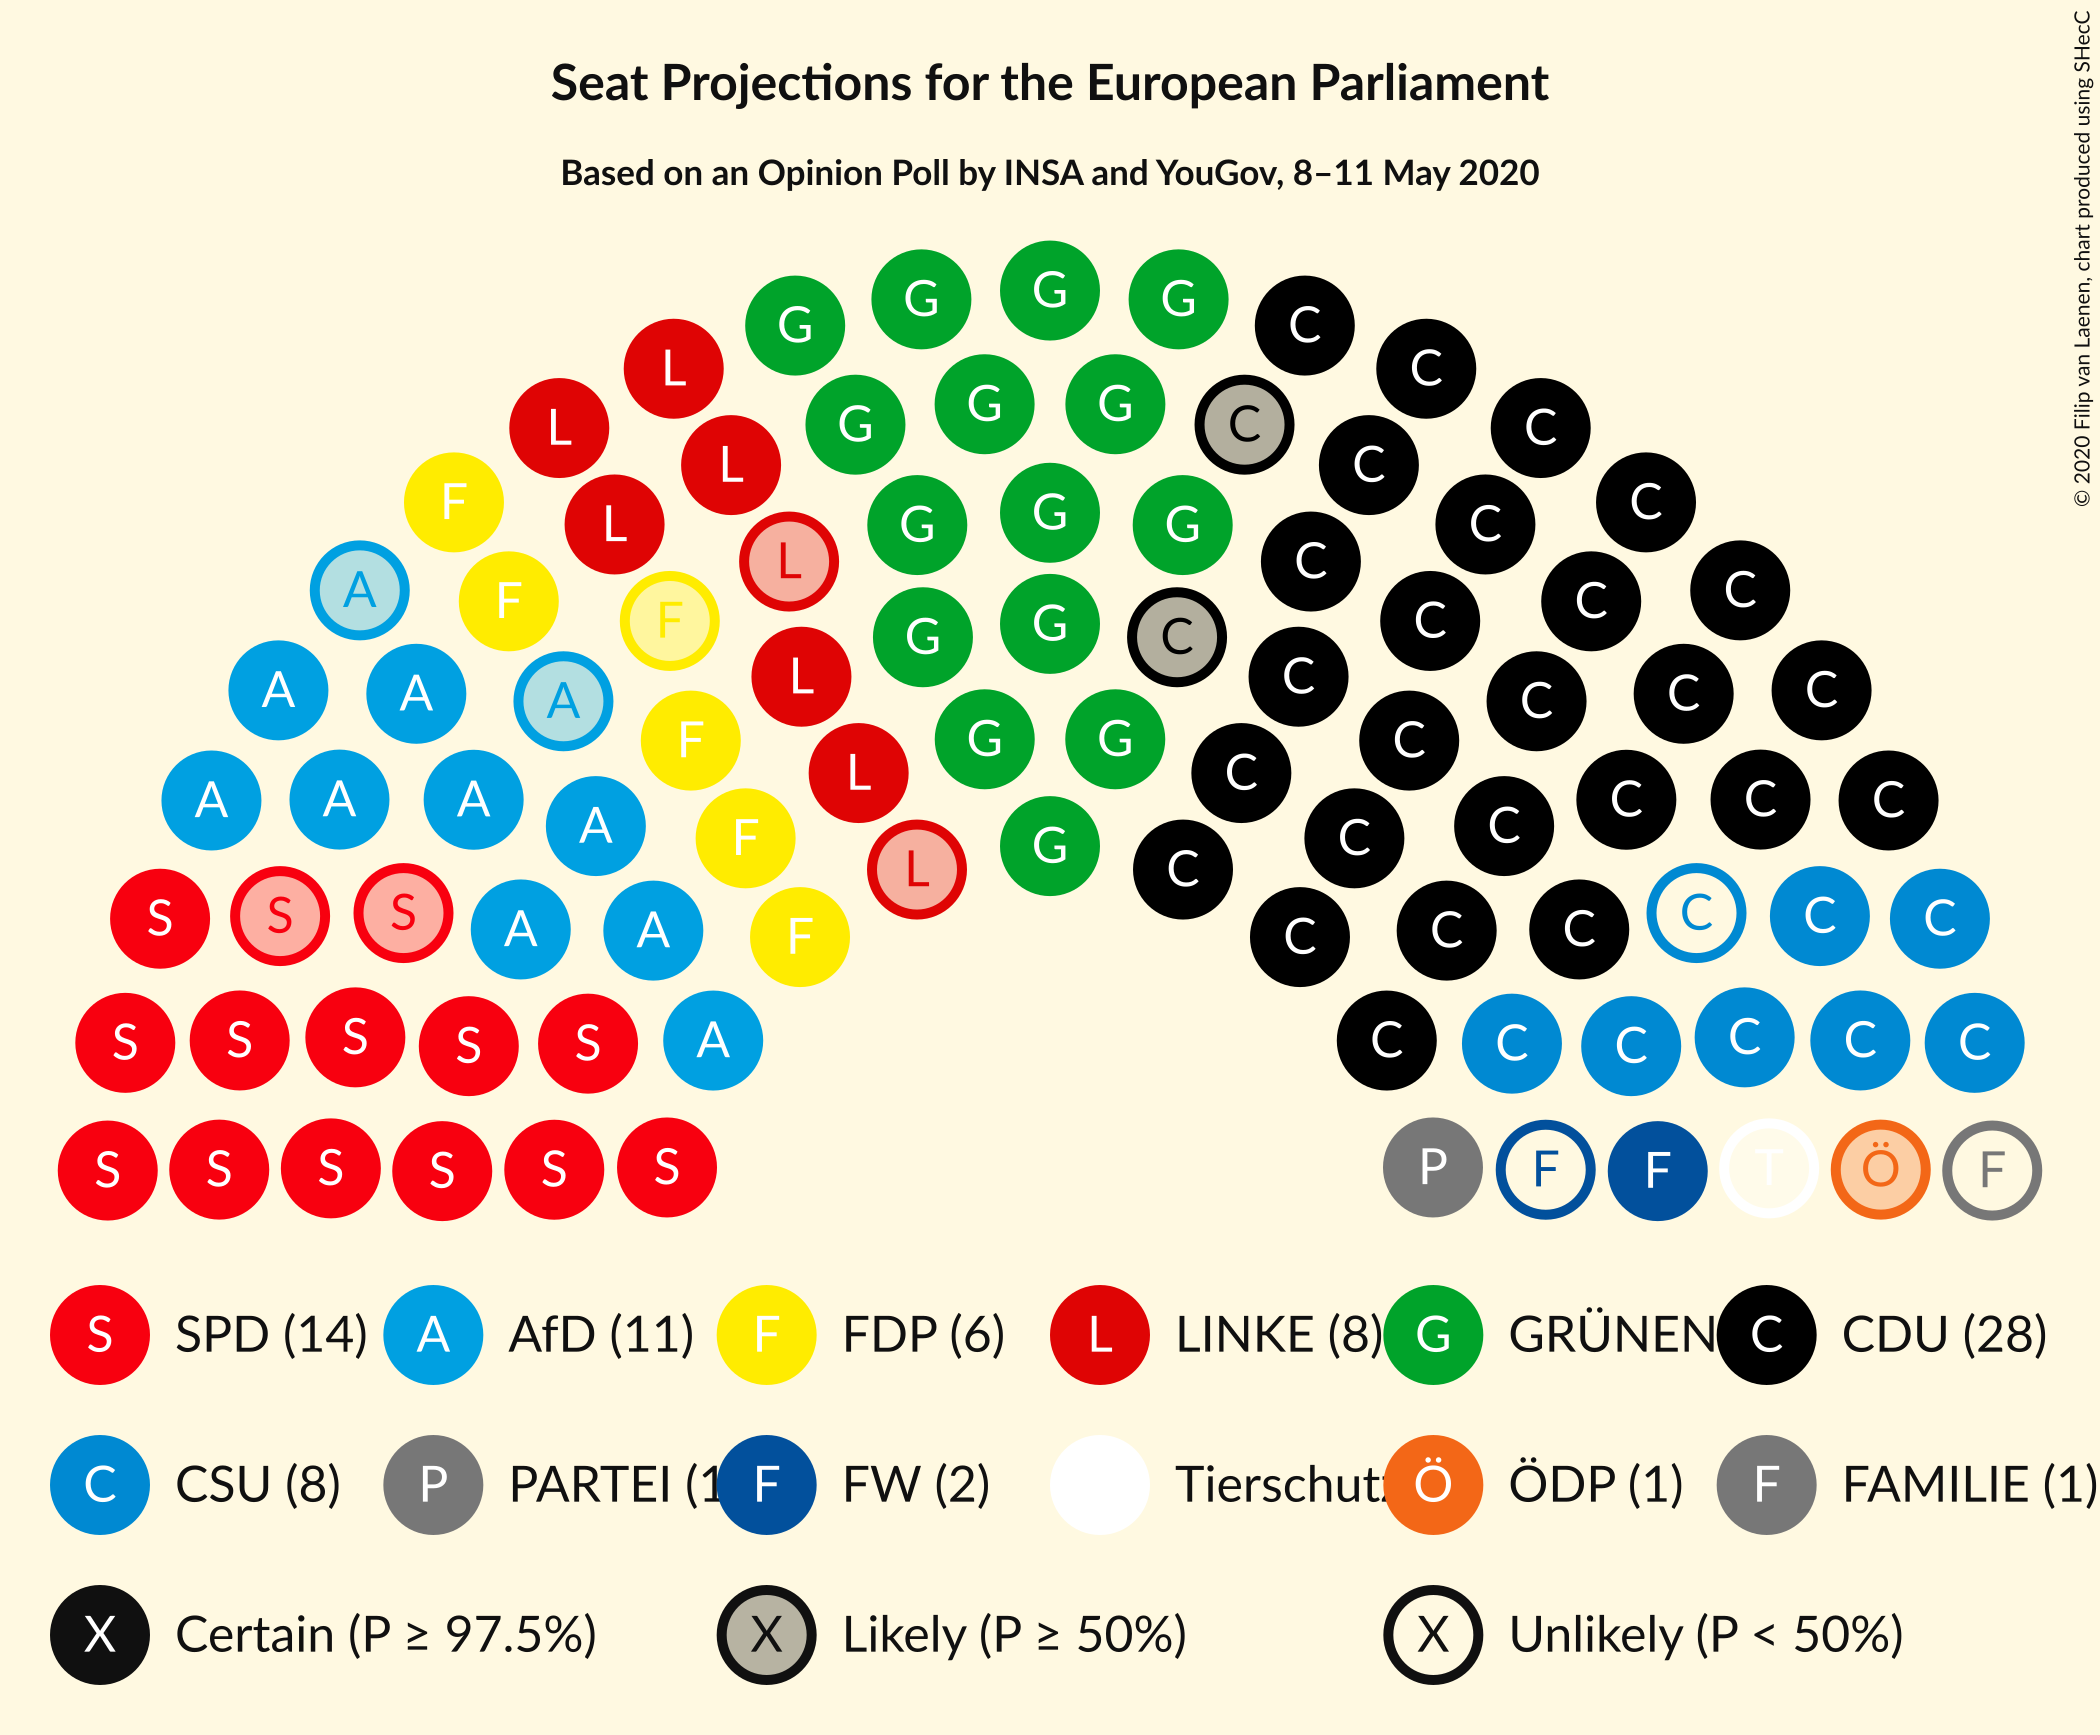 Seat Projections for the European Parliament
Based on an Opinion Poll by INSA and YouGov, 8–11 May 2020
© 2020 Filip van Laenen, chart produced using SHecC
G G G G C
L G G G C C C
L L G G G C C C
F L L G G G C C C C
A F F L G G C C C C C
A A A F L G G C C C C C C
A A A A F L G C C C C C C
S S S A A F L C C C C C C C
S S S S S A C C C C C C
S S S S S S P F F T Ö F
S SPD (14) A AfD (11) F FDP (6) L LINKE (8) G GRÜNEN C CDU (28)
C CSU (8) P PARTEI (1 F FW (2) Tierschutz Ö ÖDP (1) F FAMILIE (1)
X Certain (P ≥ 97.5%) X Likely (P ≥ 50%) X Unlikely (P < 50%)